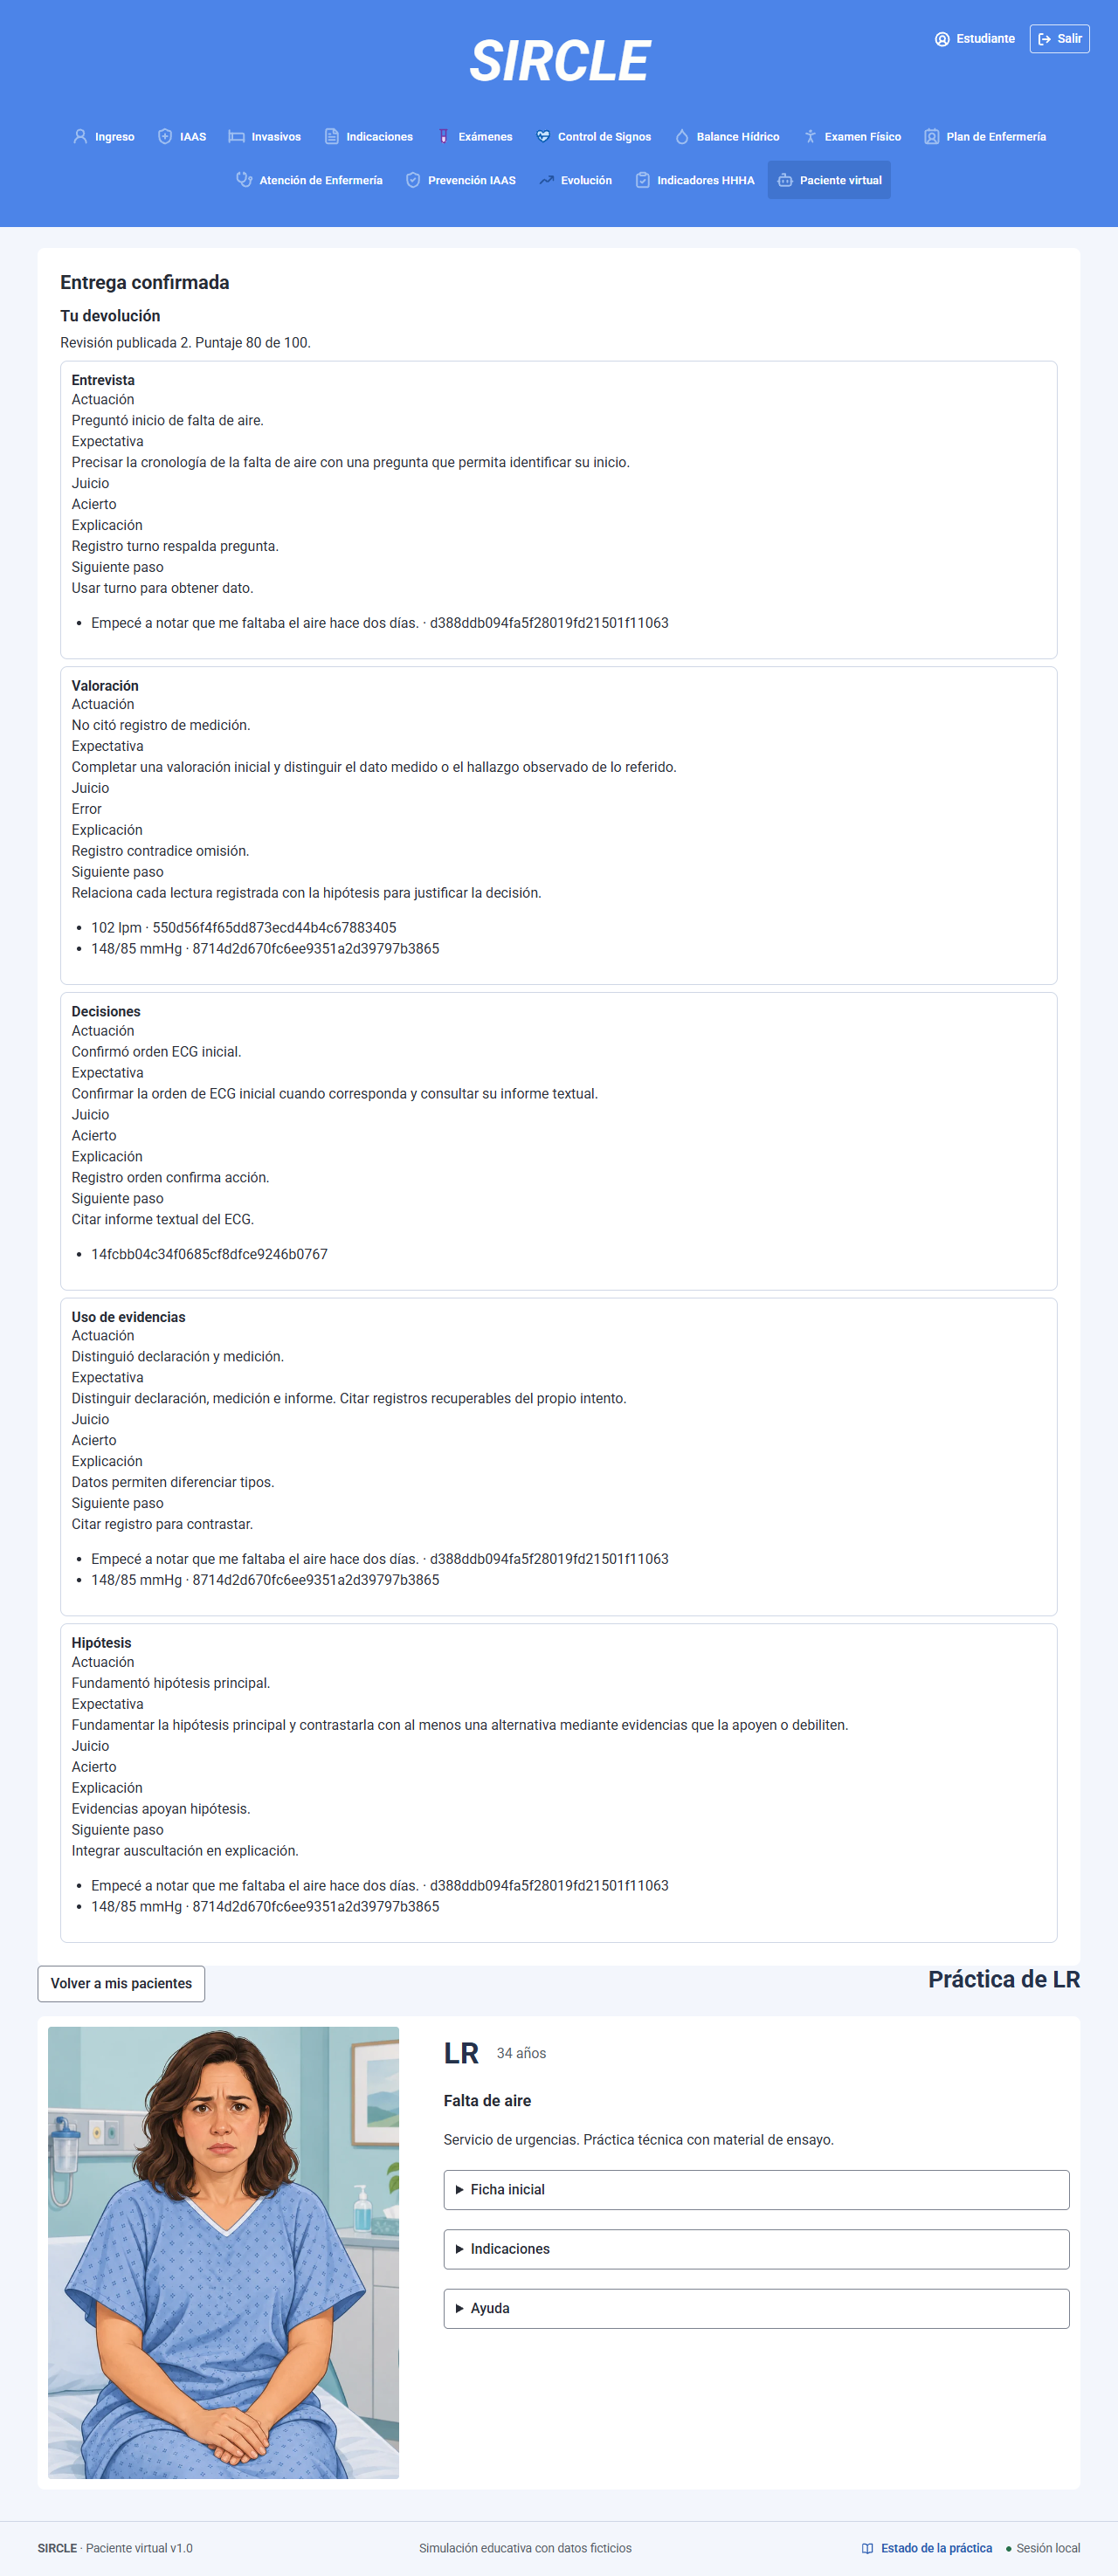 SIRCLE
Estudiante
Salir
Ingreso
IAAS
Invasivos
Indicaciones
Exámenes
Control de Signos
Balance Hídrico
Examen Físico
Plan de Enfermería
Atención de Enfermería
Prevención IAAS
Evolución
Indicadores HHHA
Paciente virtual
Entrega confirmada
Tu devolución
Revisión publicada 2. Puntaje 80 de 100.
Entrevista
Actuación
Preguntó inicio de falta de aire.
Expectativa
Precisar la cronología de la falta de aire con una pregunta que permita identificar su inicio.
Juicio
Acierto
Explicación
Registro turno respalda pregunta.
Siguiente paso
Usar turno para obtener dato.
• Empecé a notar que me faltaba el aire hace dos días. · d388ddb094fa5f28019fd21501f11063
Valoración
Actuación
No citó registro de medición.
Expectativa
Completar una valoración inicial y distinguir el dato medido o el hallazgo observado de lo referido.
Juicio
Error
Explicación
Registro contradice omisión.
Siguiente paso
Relaciona cada lectura registrada con la hipótesis para justificar la decisión.
• 102 lpm · 550d56f4f65dd873ecd44b4c67883405
• 148/85 mmHg · 8714d2d670fc6ee9351a2d39797b3865
Decisiones
Actuación
Confirmó orden ECG inicial.
Expectativa
Confirmar la orden de ECG inicial cuando corresponda y consultar su informe textual.
Juicio
Acierto
Explicación
Registro orden confirma acción.
Siguiente paso
Citar informe textual del ECG.
• 14fcbb04c34f0685cf8dfce9246b0767
Uso de evidencias
Actuación
Distinguió declaración y medición.
Expectativa
Distinguir declaración, medición e informe. Citar registros recuperables del propio intento.
Juicio
Acierto
Explicación
Datos permiten diferenciar tipos.
Siguiente paso
Citar registro para contrastar.
• Empecé a notar que me faltaba el aire hace dos días. · d388ddb094fa5f28019fd21501f11063
• 148/85 mmHg · 8714d2d670fc6ee9351a2d39797b3865
Hipótesis
Actuación
Fundamentó hipótesis principal.
Expectativa
Fundamentar la hipótesis principal y contrastarla con al menos una alternativa mediante evidencias que la apoyen o debiliten.
Juicio
Acierto
Explicación
Evidencias apoyan hipótesis.
Siguiente paso
Integrar auscultación en explicación.
• Empecé a notar que me faltaba el aire hace dos días. · d388ddb094fa5f28019fd21501f11063
• 148/85 mmHg · 8714d2d670fc6ee9351a2d39797b3865
Volver a mis pacientes
Práctica de LR
LR 34 años
Falta de aire
Servicio de urgencias. Práctica técnica con material de ensayo.
Ficha inicial
Indicaciones
Ayuda
SIRCLE · Paciente virtual v1.0
Simulación educativa con datos ficticios
Estado de la práctica
Sesión local